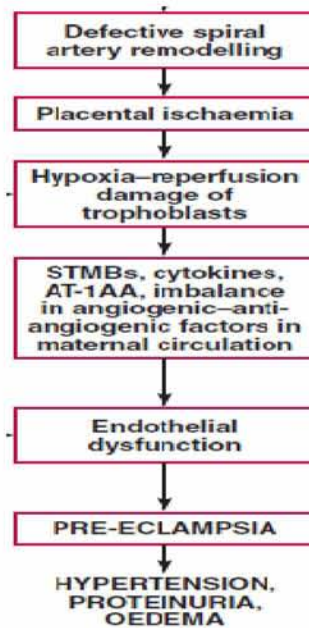 Defective spiral
artery remodelling
Placental ischaemia
Hypoxia–reperfusion
damage of
trophoblasts
STMBs, cytokines,
AT-1AA, imbalance
in angiogenic–anti-
angiogenic factors in
maternal circulation
Endothelial
dysfunction
PRE-ECLAMPSIA
HYPERTENSION,
PROTEINURIA,
OEDEMA